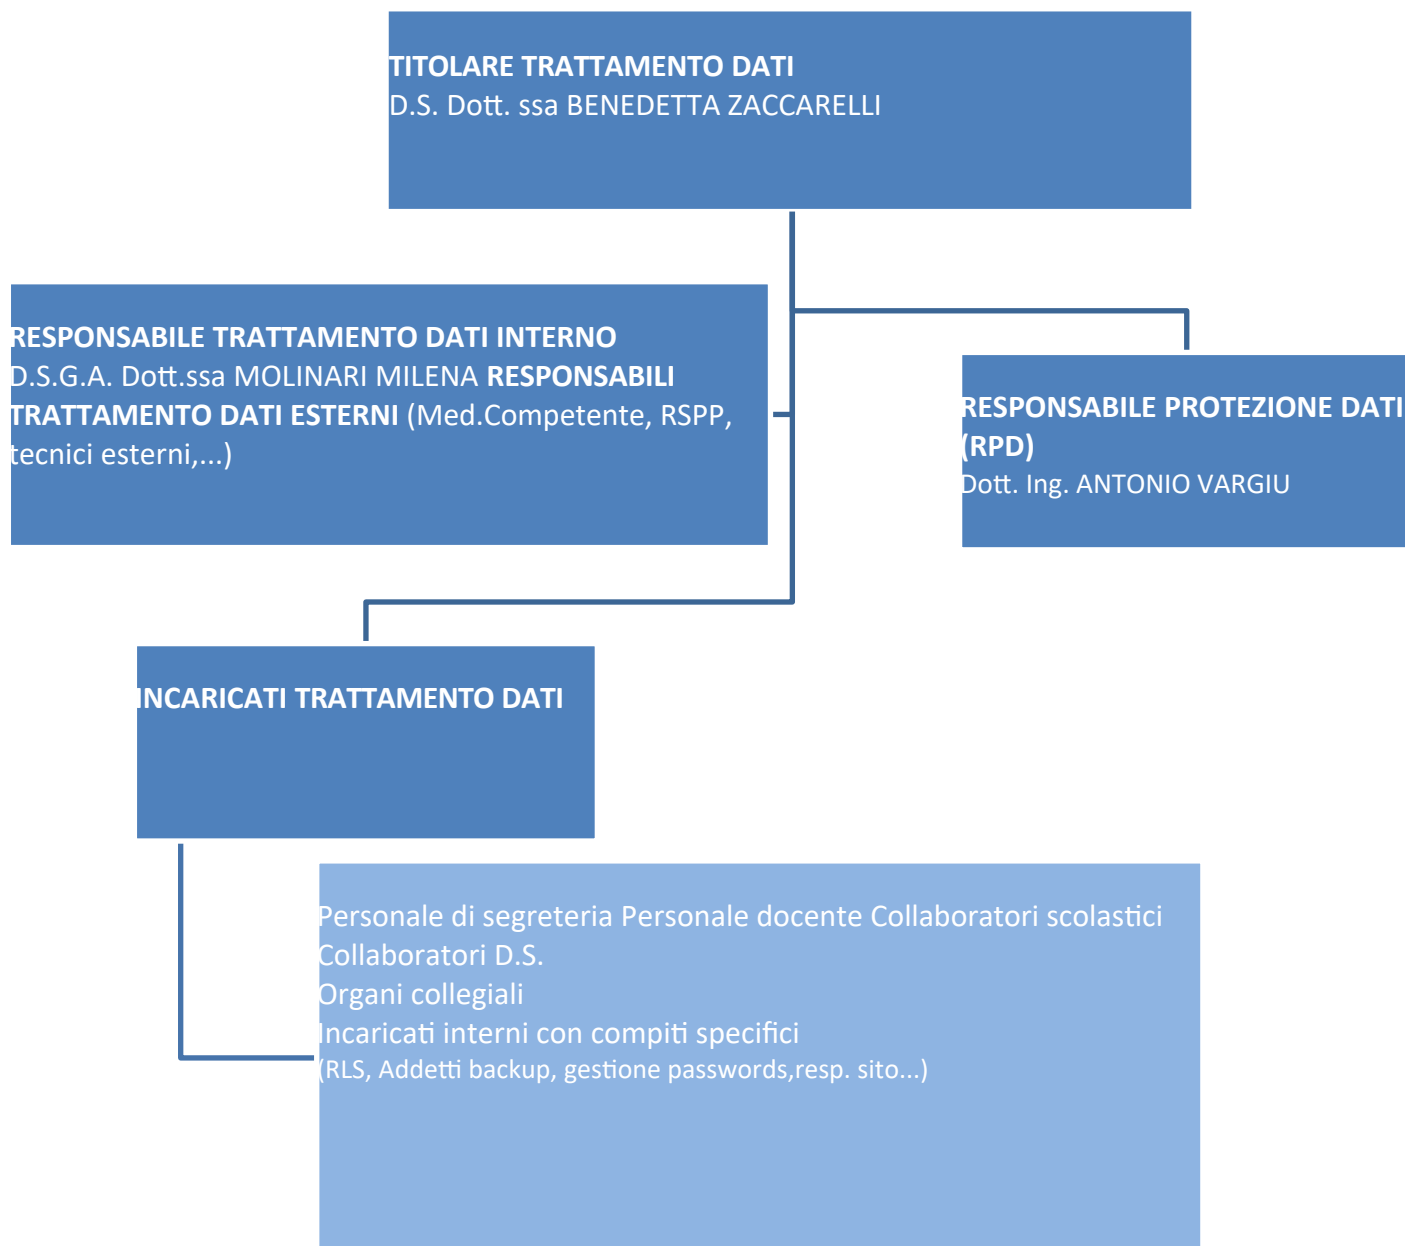 TITOLARE TRATTAMENTO DATI
D.S. Dott. ssa BENEDETTA ZACCARELLI
RESPONSABILE TRATTAMENTO DATI INTERNO
D.S.G.A. Dott.ssa MOLINARI MILENA RESPONSABILI
TRATTAMENTO DATI ESTERNI (Med.Competente, RSPP,
tecnici esterni,...)
RESPONSABILE PROTEZIONE DATI
(RPD)
Dott. Ing. ANTONIO VARGIU
INCARICATI TRATTAMENTO DATI
Personale di segreteria Personale docente Collaboratori scolastici
Collaboratori D.S.
Organi collegiali
Incaricati interni con compiti specifici
(RLS, Addetti backup, gestione passwords,resp. sito...)